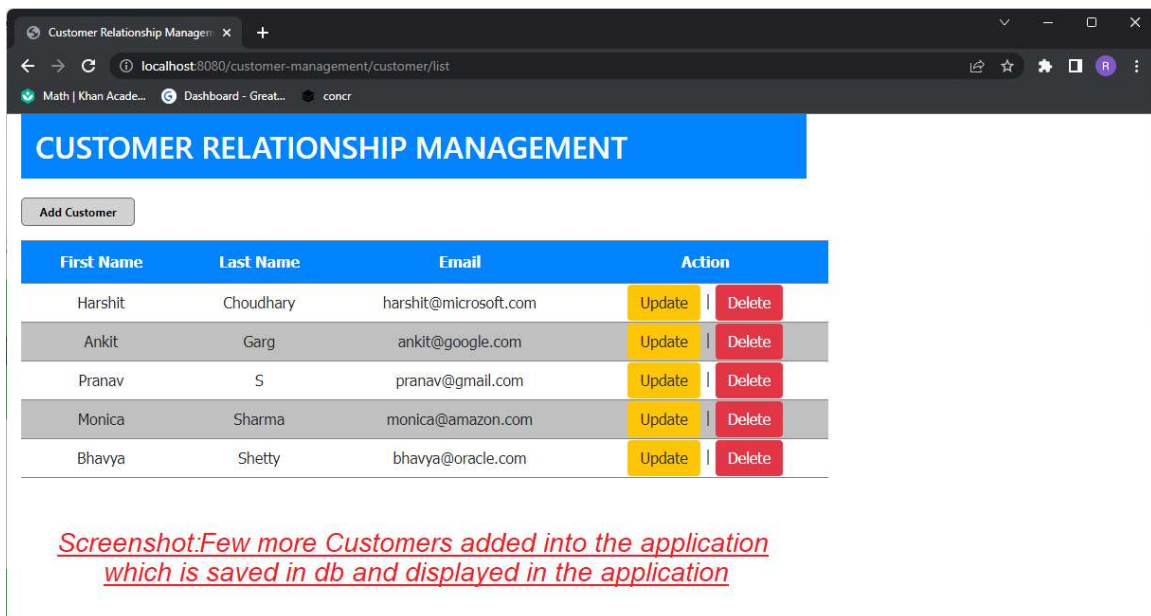 Customer Relationship Managem
localhost:8080/customer-management/customer/list
R
Math | Khan Acade... Dashboard - Great... concr
CUSTOMER RELATIONSHIP MANAGEMENT
Add Customer
First Name Last Name Email Action
Harshit Choudhary harshit@microsoft.com Update | Delete
Ankit Garg ankit@google.com Update | Delete
Pranav S pranav@gmail.com Update | Delete
Monica Sharma monica@amazon.com Update | Delete
Bhavya Shetty bhavya@oracle.com Update | Delete
Screenshot:Few more Customers added into the application
which is saved in db and displayed in the application